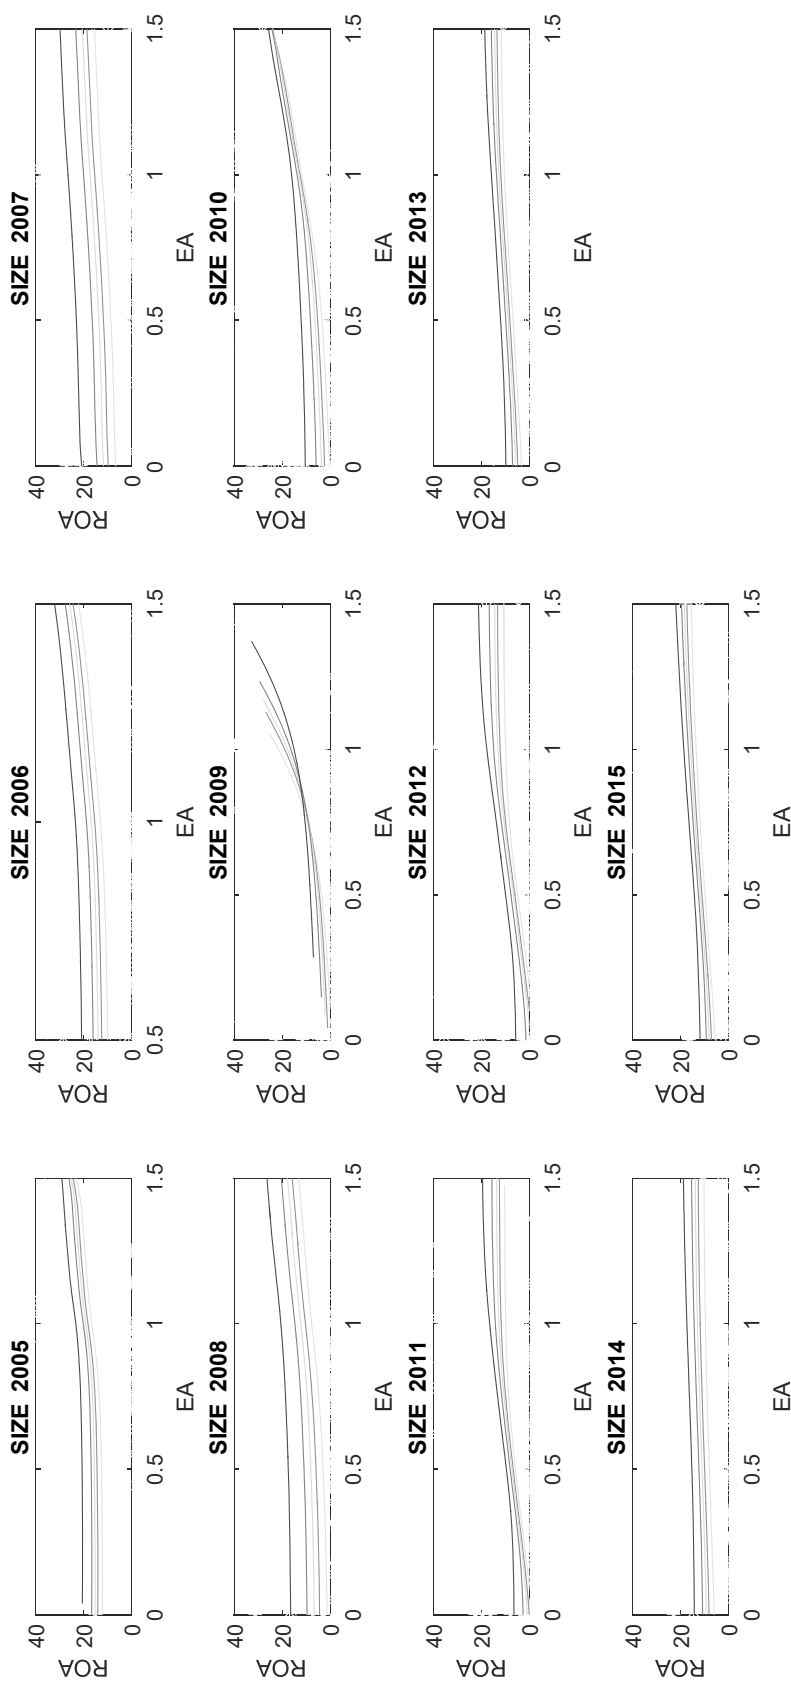 SIZE 2005
40
20
0
ROA
0 0.5 1 1.5
EA
SIZE 2006
40
20
0
ROA
0.5 1 1.5
EA
SIZE 2007
40
20
0
ROA
0 0.5 1 1.5
EA
SIZE 2008
40
20
0
ROA
0 0.5 1 1.5
EA
SIZE 2009
40
20
0
ROA
0 0.5 1 1.5
EA
SIZE 2010
40
20
0
ROA
0 0.5 1 1.5
EA
SIZE 2011
40
20
0
ROA
0 0.5 1 1.5
EA
SIZE 2012
40
20
0
ROA
0 0.5 1 1.5
EA
SIZE 2013
40
20
0
ROA
0 0.5 1 1.5
EA
SIZE 2014
40
20
0
ROA
0 0.5 1 1.5
EA
SIZE 2015
40
20
0
ROA
0 0.5 1 1.5
EA